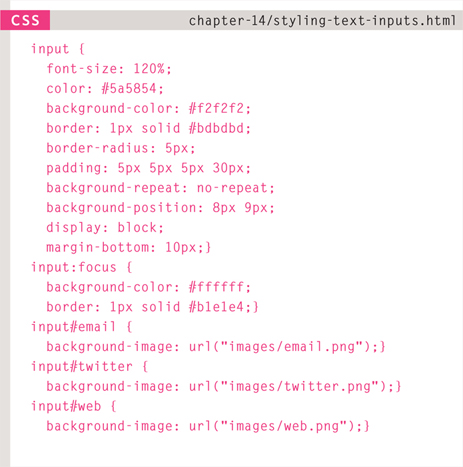 CSS chapter-14/styling-text-inputs.html
input {
font-size: 120%;
color: #5a5854;
background-color: #f2f2f2;
border: 1px solid #bdbdbd;
border-radius: 5px;
padding: 5px 5px 5px 30px;
background-repeat: no-repeat;
background-position: 8px 9px;
display: block;
margin-bottom: 10px;}
input:focus {
background-color: #ffffff;
border: 1px solid #b1e1e4;}
input#email {
background-image: url("images/email.png");}
input#twitter {
background-image: url("images/twitter.png");}
input#web {
background-image: url("images/web.png");}